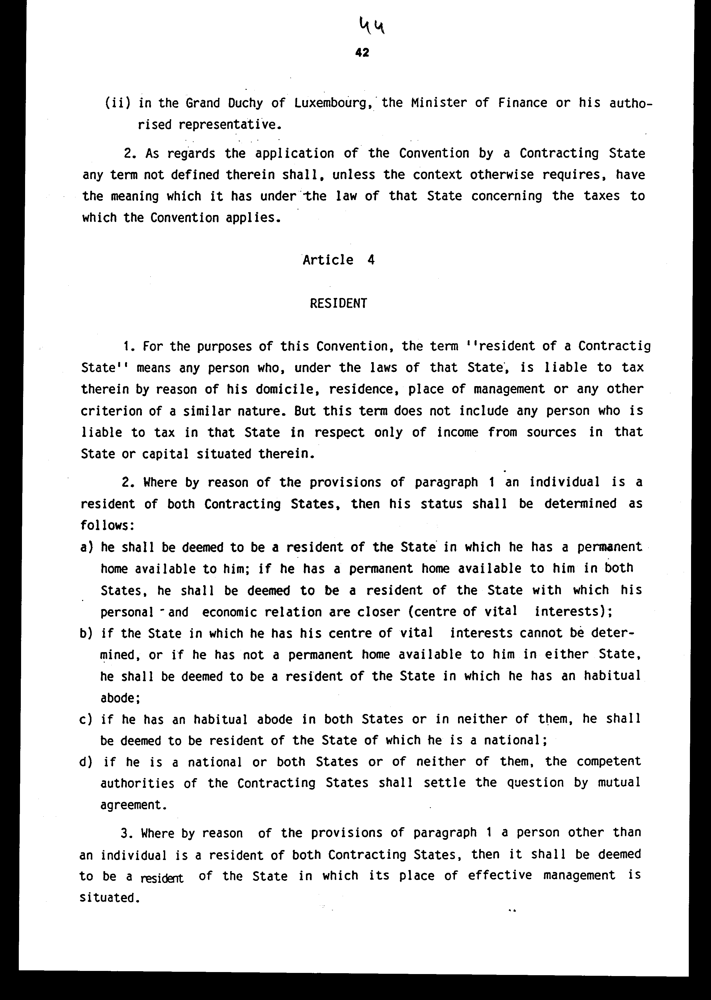 44
42
(ii) in the Grand Duchy of Luxembourg, the Minister of Finance or his autho-
rised representative.
2. As regards the application of the Convention by a Contracting State
any term not defined therein shall, unless the context otherwise requires, have
the meaning which it has under the law of that State concerning the taxes to
which the Convention applies.
Article 4
RESIDENT
1. For the purposes of this Convention, the term ''resident of a Contractig
State'' means any person who, under the laws of that State, is liable to tax
therein by reason of his domicile, residence, place of management or any other
criterion of a similar nature. But this term does not include any person who is
liable to tax in that State in respect only of income from sources in that
State or capital situated therein.
2. Where by reason of the provisions of paragraph 1 an individual is a
resident of both Contracting States, then his status shall be determined as
follows:
a) he shall be deemed to be a resident of the State in which he has a permanent
home available to him; if he has a permanent home available to him in both
States, he shall be deemed to be a resident of the State with which his
personal - and economic relation are closer (centre of vital interests);
b) if the State in which he has his centre of vital interests cannot be deter-
mined, or if he has not a permanent home available to him in either State,
he shall be deemed to be a resident of the State in which he has an habitual
abode;
c) if he has an habitual abode in both States or in neither of them, he shall
be deemed to be resident of the State of which he is a national;
d) if he is a national or both States or of neither of them, the competent
authorities of the Contracting States shall settle the question by mutual
agreement.
3. Where by reason of the provisions of paragraph 1 a person other than
an individual is a resident of both Contracting States, then it shall be deemed
to be a resident of the State in which its place of effective management is
situated.